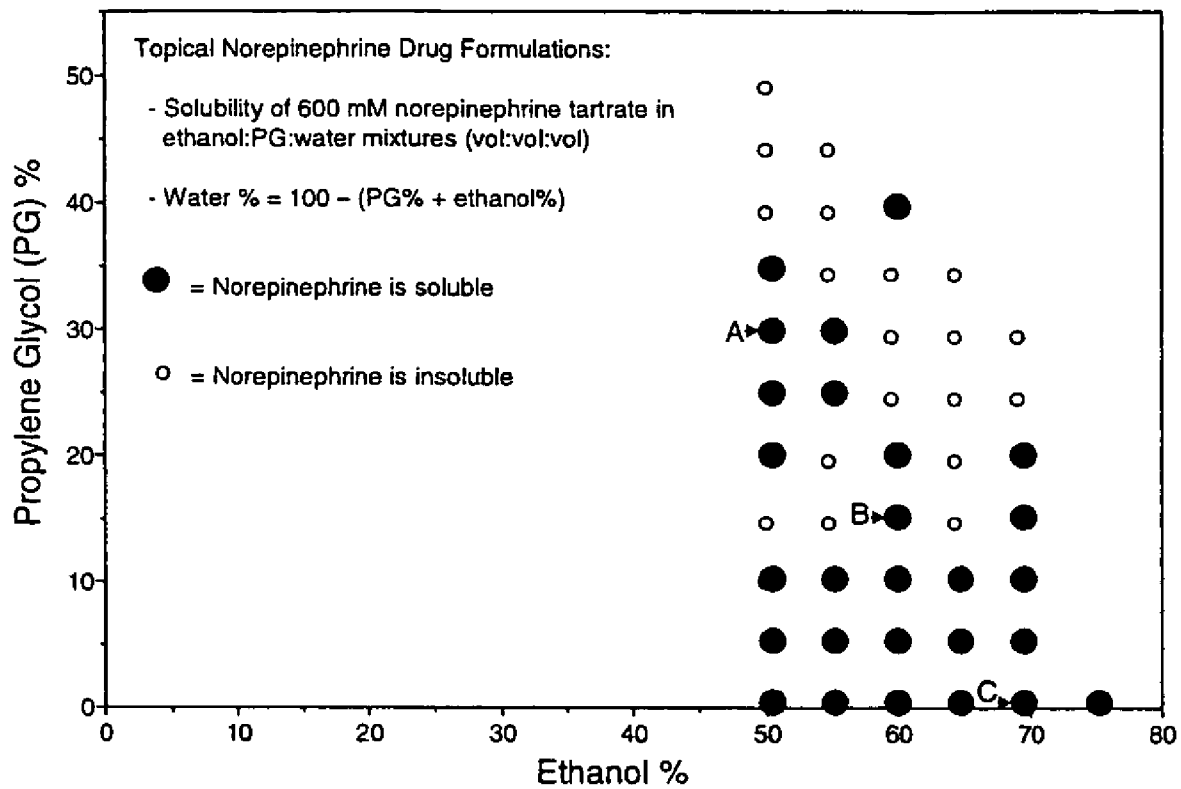 Topical Norepinephrine Drug Formulations:
- Solubility of 600 mM norepinephrine tartrate in
ethanol:PG:water mixtures (vol:vol:vol)
- Water % = 100 – (PG% + ethanol%)
= Norepinephrine is soluble
= Norepinephrine is insoluble
Propylene Glycol (PG) %
50
40
30
20
10
0
A
B
C
0 10 20 30 40 50 60 70 80
Ethanol %